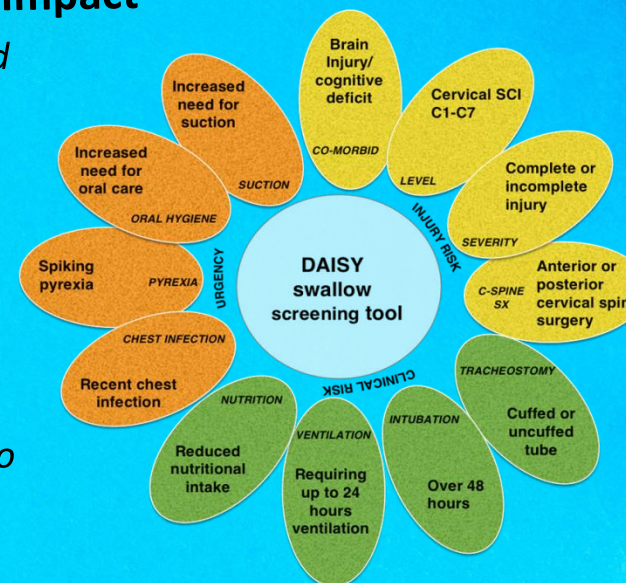 impact
d
o
Brain
Injury/
cognitive
deficit
CO-MORBID
Cervical SCI
C1-C7
LEVEL
Complete or
incomplete
injury
SEVERITY
Anterior or
posterior
cervical spin
surgery
C-SPINE
SX
TRACHEOSTOMY
Cuffed or
uncuffed
tube
INTUBATION
Over 48
hours
VENTILATION
Requiring
up to 24
hours
ventilation
NUTRITION
Reduced
nutritional
intake
CHEST INFECTION
Recent chest
infection
Spiking
pyrexia
PYREXIA
Increased
need for
oral care
ORAL HYGIENE
Increased
need for
suction
SUCTION
INJURY RISK
CLINICAL RISK
URGENCY
DAISY
swallow
screening tool